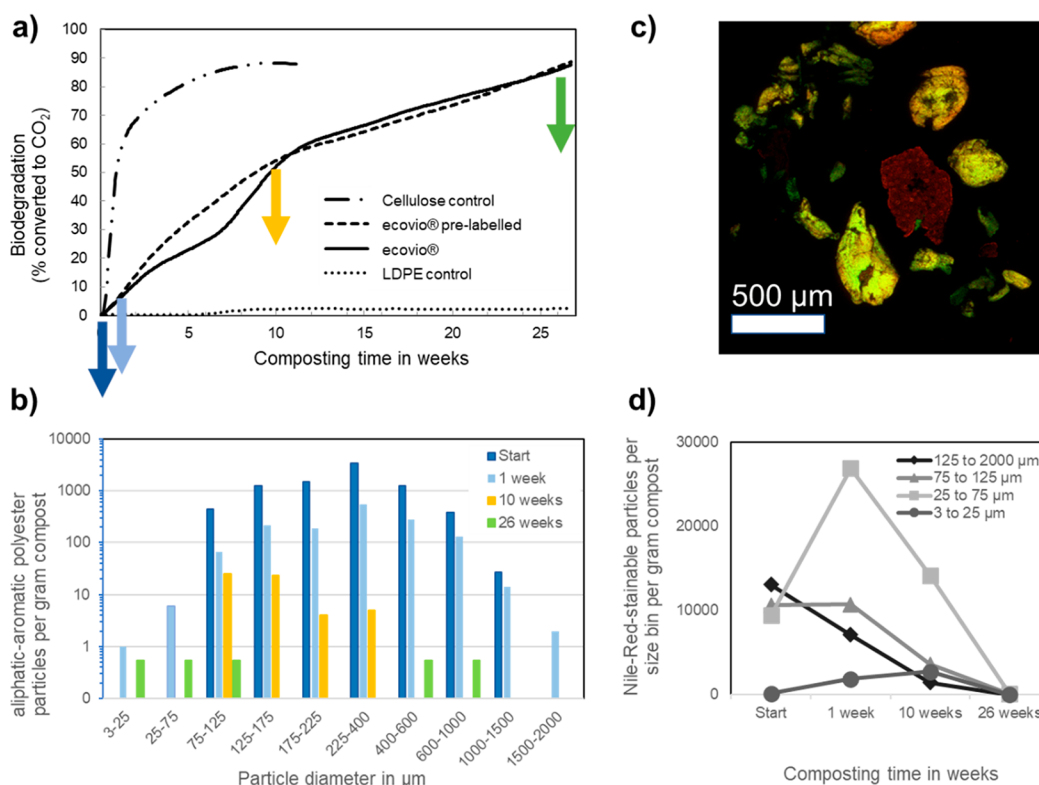 a)
Biodegradation
(% converted to CO2)
100
90
80
70
60
50
40
30
20
10
0
5
10
15
20
25
Cellulose control
ecovio® pre-labelled
ecovio®
LDPE control
Composting time in weeks
c)
500 µm
b)
aliphatic-aromatic polyester
particles per gram compost
10000
1000
100
10
1
0
Start
1 week
10 weeks
26 weeks
3-25
25-75
75-125
125-175
175-225
225-400
400-600
600-1000
1000-1500
1500-2000
Particle diameter in µm
d)
Nile-Red-stainable particles per
size bin per gram compost
30000
20000
10000
0
125 to 2000 µm
75 to 125 µm
25 to 75 µm
3 to 25 µm
Start
1 week
10 weeks
26 weeks
Composting time in weeks